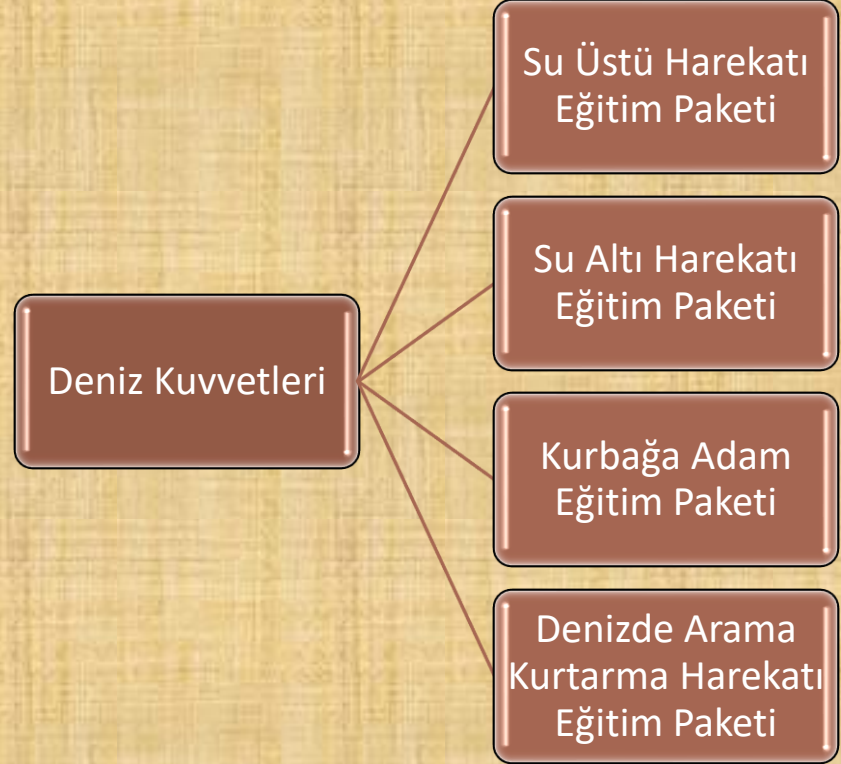 Su Üstü Harekatı
Eğitim Paketi
Su Altı Harekatı
Eğitim Paketi
Deniz Kuvvetleri
Kurbağa Adam
Eğitim Paketi
Denizde Arama
Kurtarma Harekatı
Eğitim Paketi